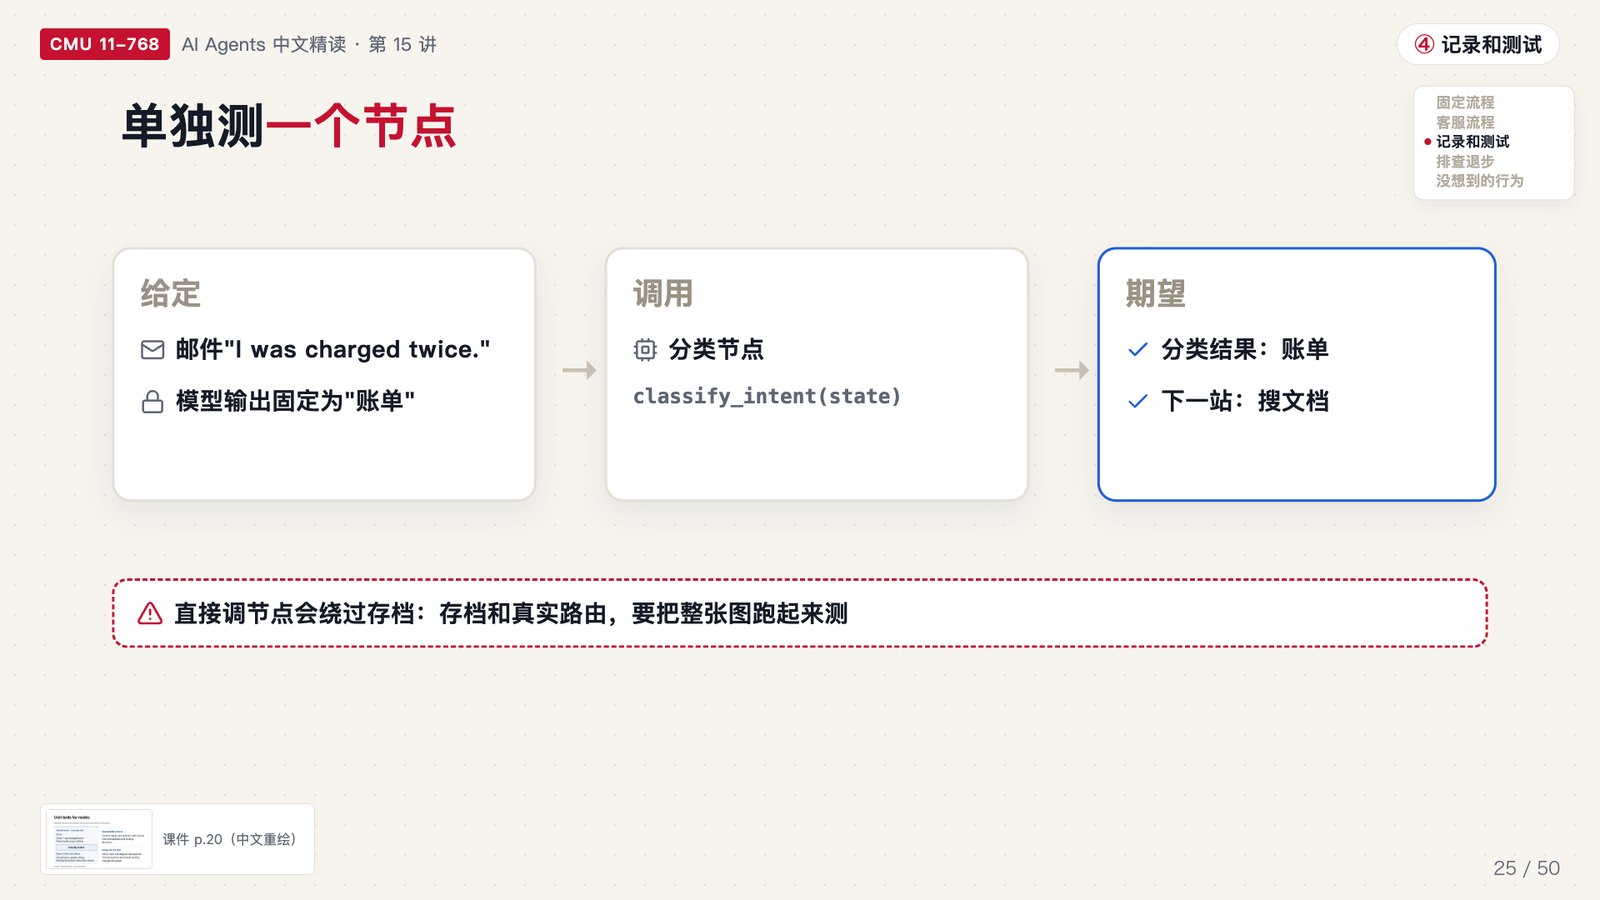 CMU 11-768 AI Agents 中文精读 · 第 15 讲
④ 记录和测试
固定流程
客服流程
记录和测试
排查退步
没想到的行为
单独测一个节点
给定
邮件"I was charged twice."
模型输出固定为"账单"
调用
分类节点
classify_intent(state)
期望
分类结果：账单
下一站：搜文档
直接调节点会绕过存档：存档和真实路由，要把整张图跑起来测
Unit tests for nodes
课件 p.20（中文重绘）
25 / 50